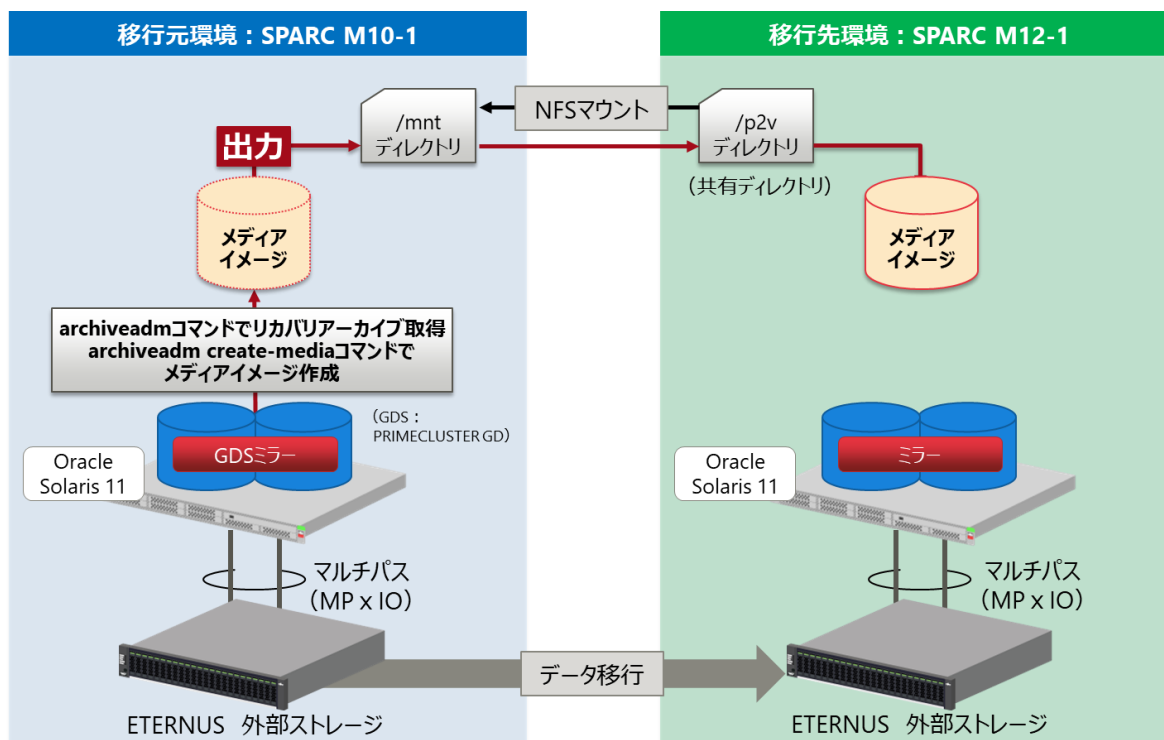 移行元環境：SPARC M10-1
移行先環境：SPARC M12-1
/mnt
ディレクトリ
NFSマウント
/p2v
ディレクトリ
（共有ディレクトリ）
出力
メディア
イメージ
メディア
イメージ
archiveadmコマンドでリカバリアーカイブ取得
archiveadm create-mediaコマンドで
メディアイメージ作成
（GDS：
PRIMECLUSTER GD）
GDSミラー
ミラー
Oracle
Solaris 11
Oracle
Solaris 11
マルチパス
（MP x IO）
マルチパス
（MP x IO）
データ移行
ETERNUS 外部ストレージ
ETERNUS 外部ストレージ